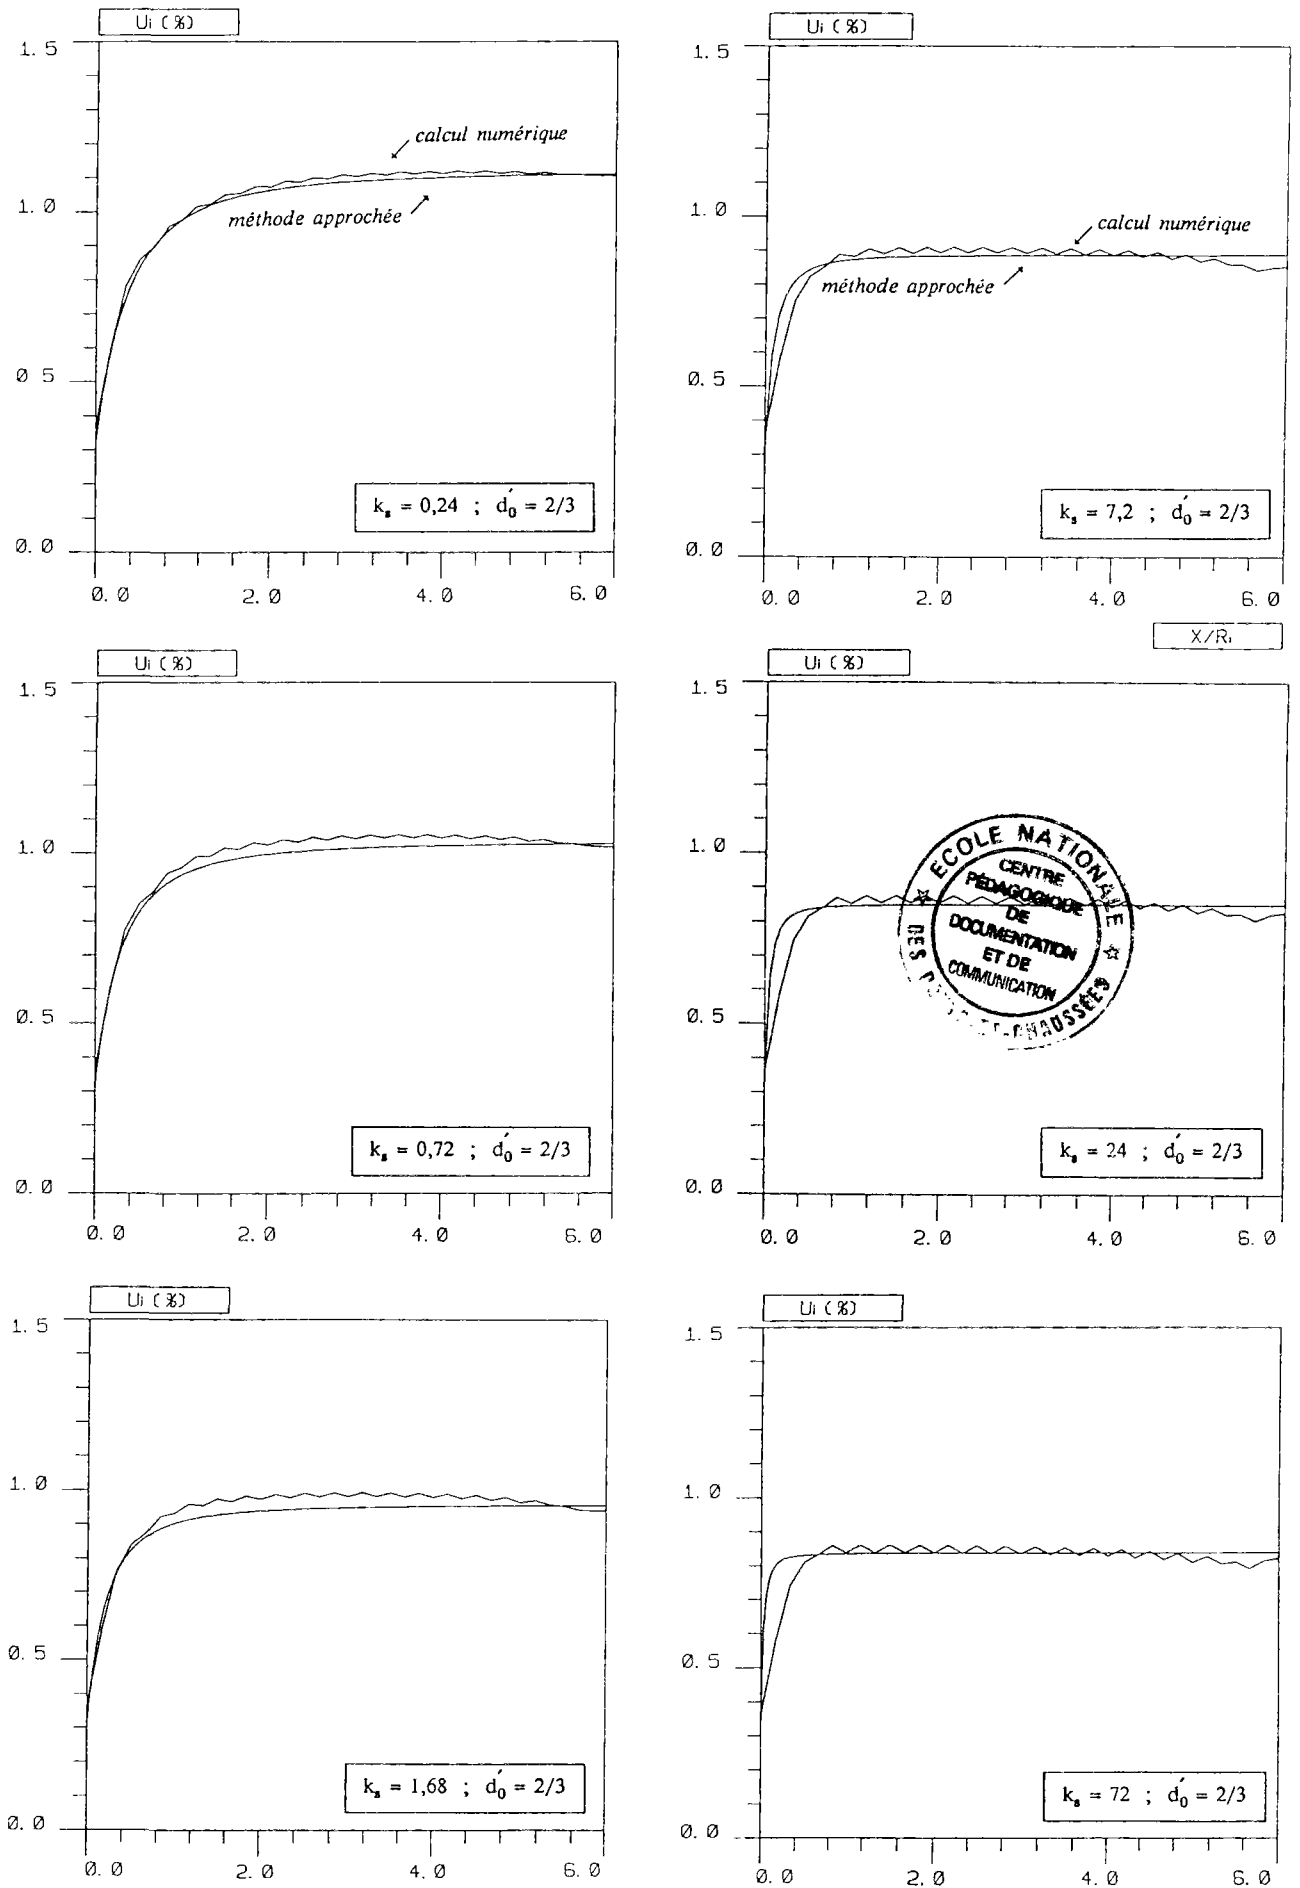 Ui (%)
1.5
1.0
0.5
0.0
0.0 2.0 4.0 6.0
calcul numérique
méthode approchée
kₛ = 0,24 ; d′₀ = 2/3
Ui (%)
1.5
1.0
0.5
0.0
0.0 2.0 4.0 6.0
calcul numérique
méthode approchée
kₛ = 7,2 ; d′₀ = 2/3
X/Ri
Ui (%)
1.5
1.0
0.5
0.0
0.0 2.0 4.0 6.0
kₛ = 0,72 ; d′₀ = 2/3
Ui (%)
1.5
1.0
0.5
0.0
0.0 2.0 4.0 6.0
ECOLE NATIONALE
DES
CHAUSSÉES
CENTRE
PÉDAGOGIQUE
DE
DOCUMENTATION
ET DE
COMMUNICATION
kₛ = 24 ; d′₀ = 2/3
Ui (%)
1.5
1.0
0.5
0.0
0.0 2.0 4.0 6.0
kₛ = 1,68 ; d′₀ = 2/3
Ui (%)
1.5
1.0
0.5
0.0
0.0 2.0 4.0 6.0
kₛ = 72 ; d′₀ = 2/3